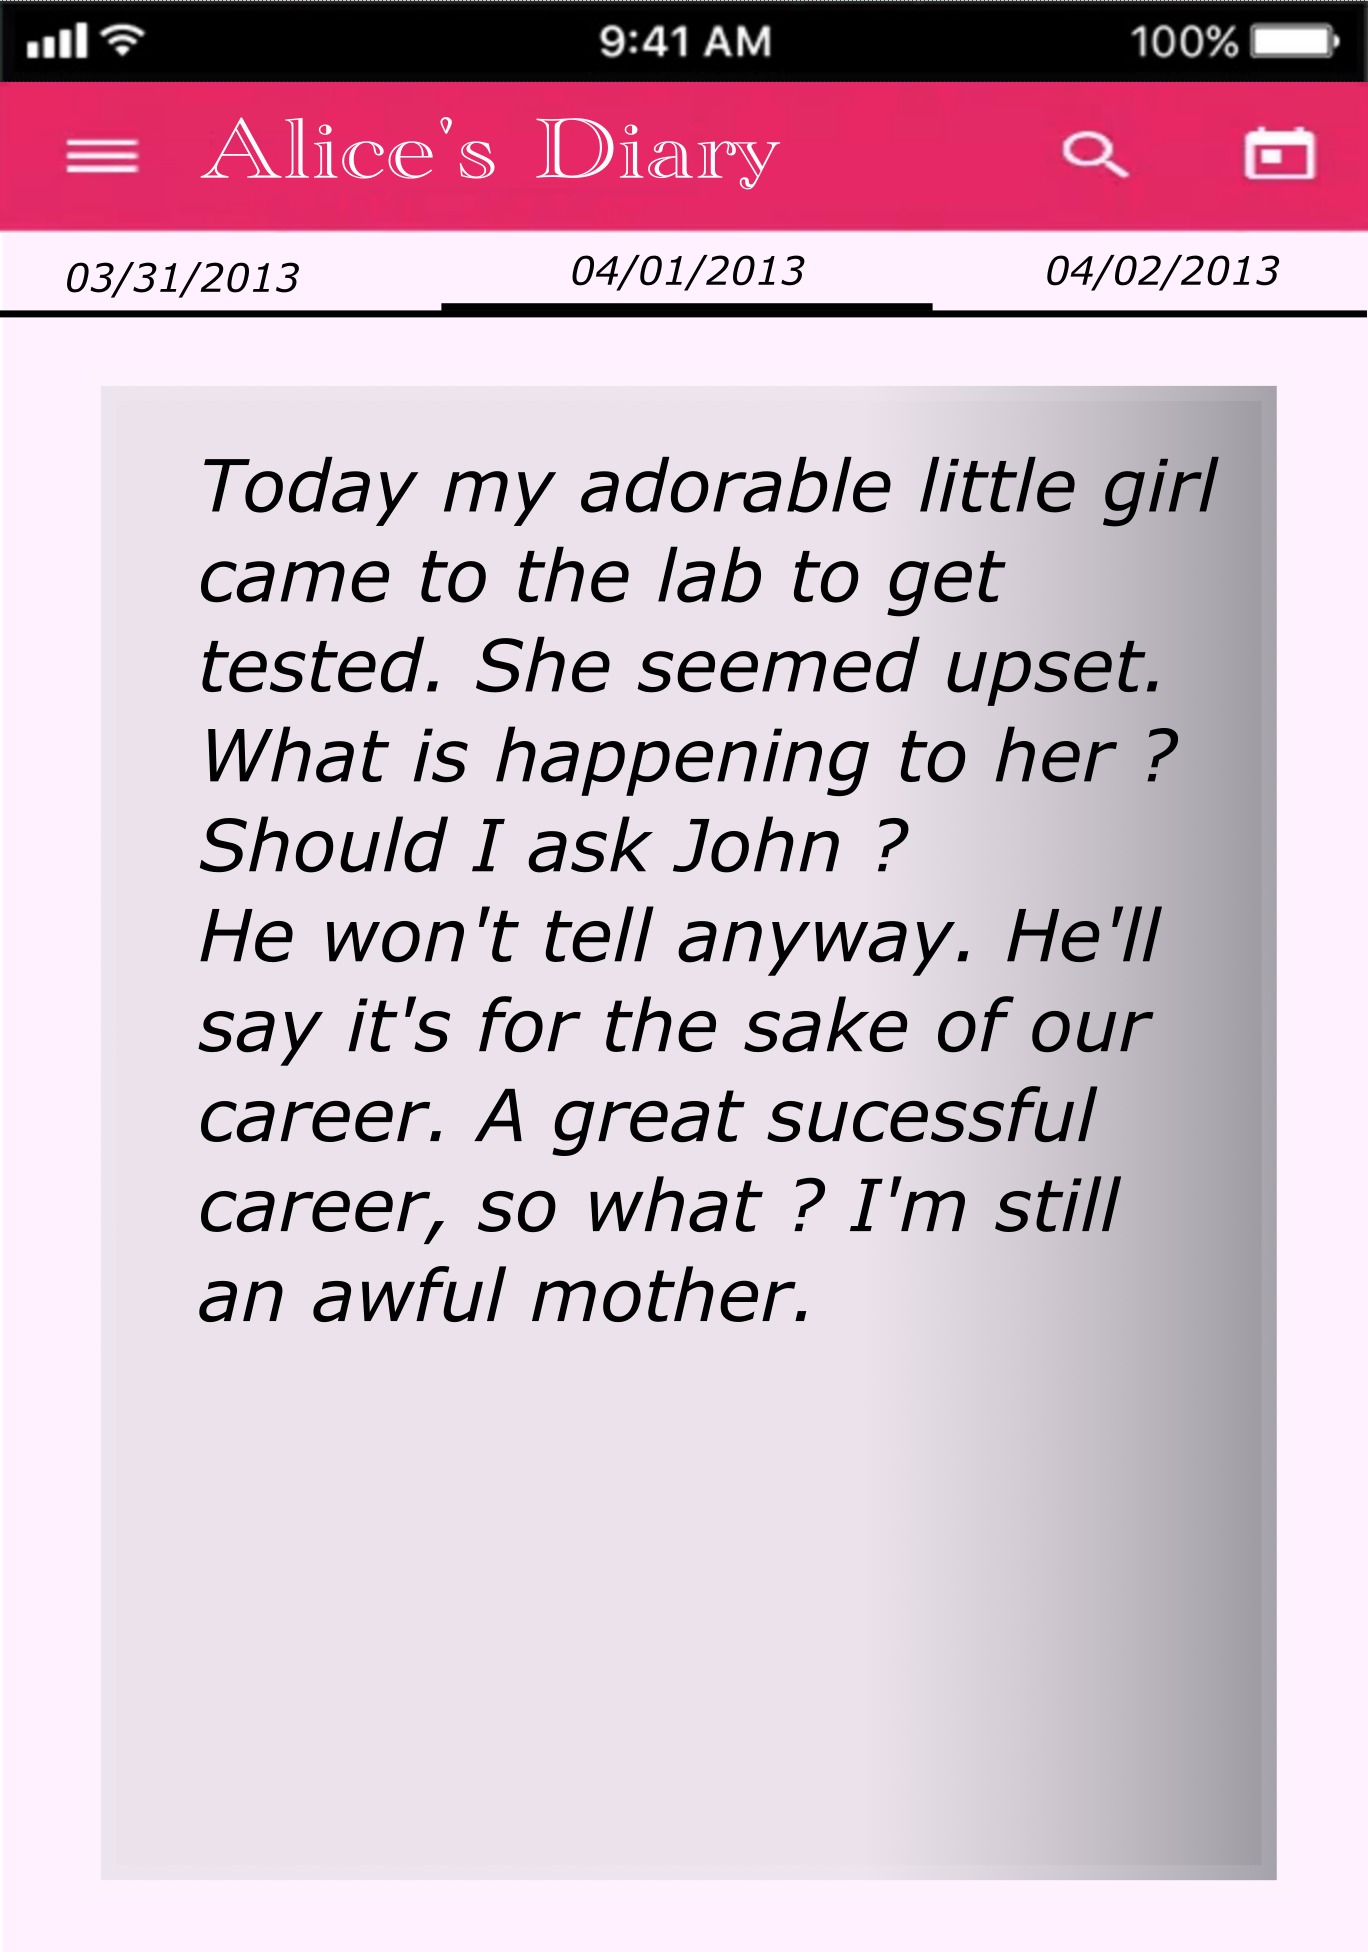 9:41 AM
100%
Alice's Diary
03/31/2013
04/01/2013
04/02/2013
Today my adorable little girl
came to the lab to get
tested. She seemed upset.
What is happening to her ?
Should I ask John ?
He won't tell anyway. He'll
say it's for the sake of our
career. A great sucessful
career, so what ? I'm still
an awful mother.